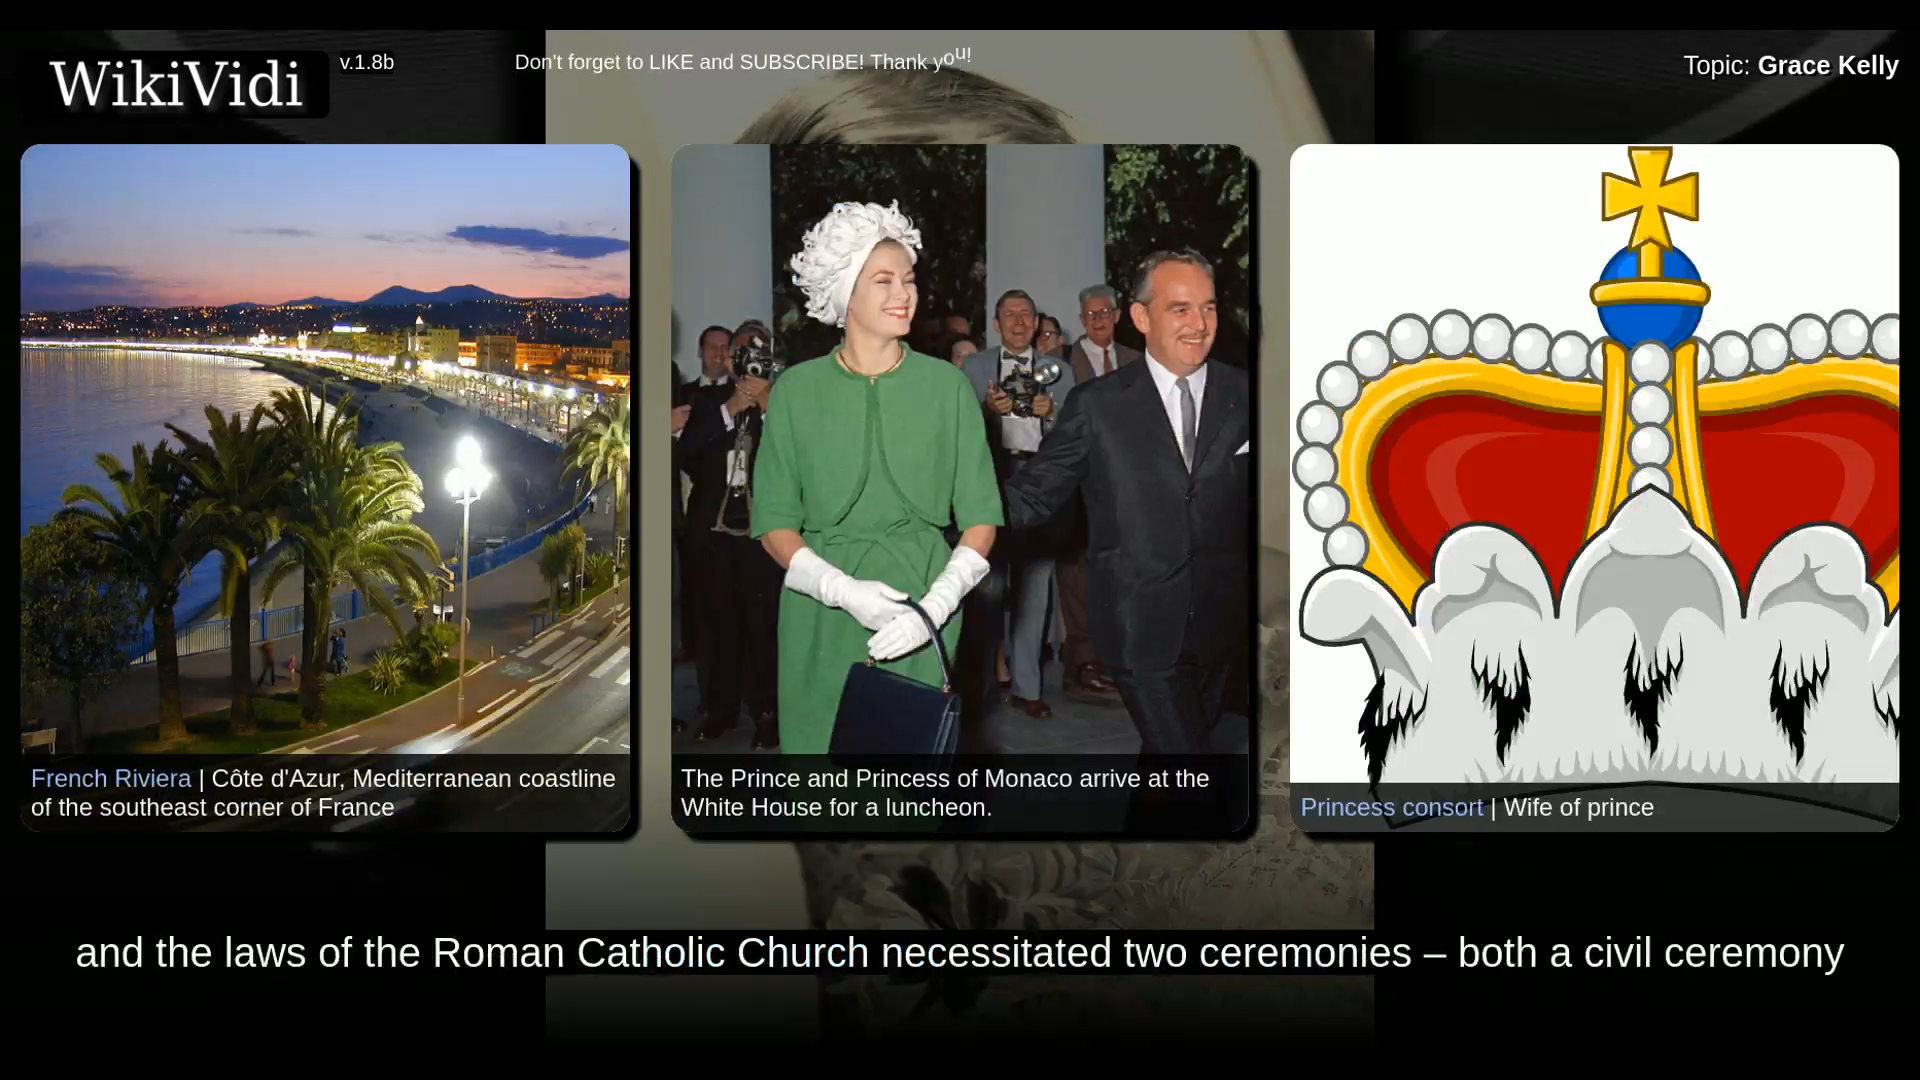 WikiVidi
v.1.8b
Don't forget to LIKE and SUBSCRIBE! Thank you!
Topic: Grace Kelly
French Riviera | Côte d'Azur, Mediterranean coastline
of the southeast corner of France
The Prince and Princess of Monaco arrive at the
White House for a luncheon.
Princess consort | Wife of prince
and the laws of the Roman Catholic Church necessitated two ceremonies – both a civil ceremony